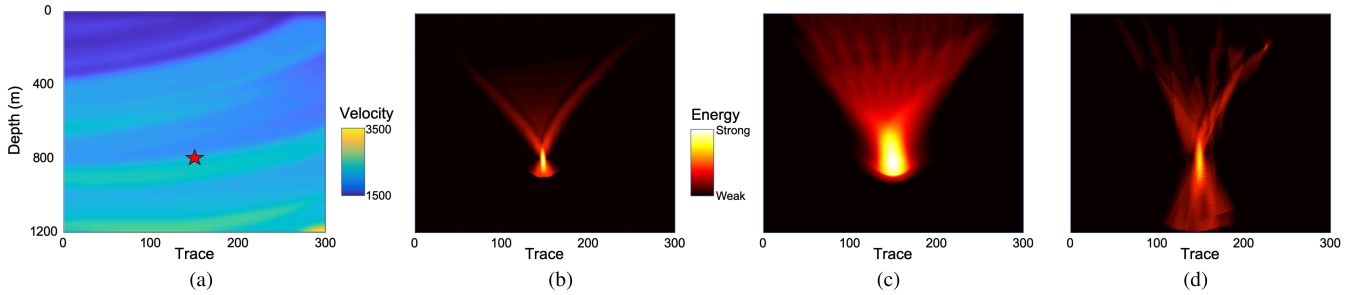 0
400
800
1200
Depth (m)
0 100 200 300
Trace
(a)
Velocity
3500
1500
0 100 200 300
Trace
(b)
Energy
Strong
Weak
0 100 200 300
Trace
(c)
0 100 200 300
Trace
(d)